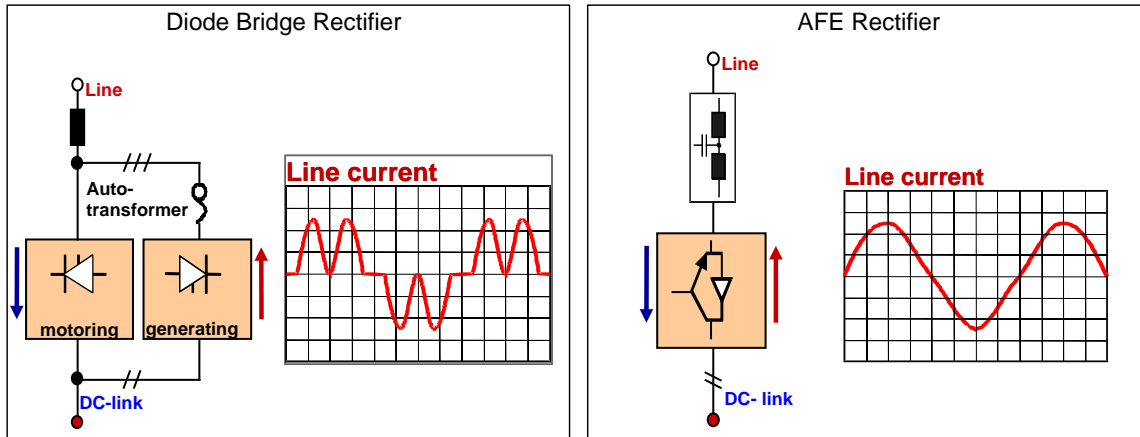 Diode Bridge Rectifier
Line
Auto-
transformer
Line current
motoring
generating
DC-link
AFE Rectifier
Line
Line current
DC- link